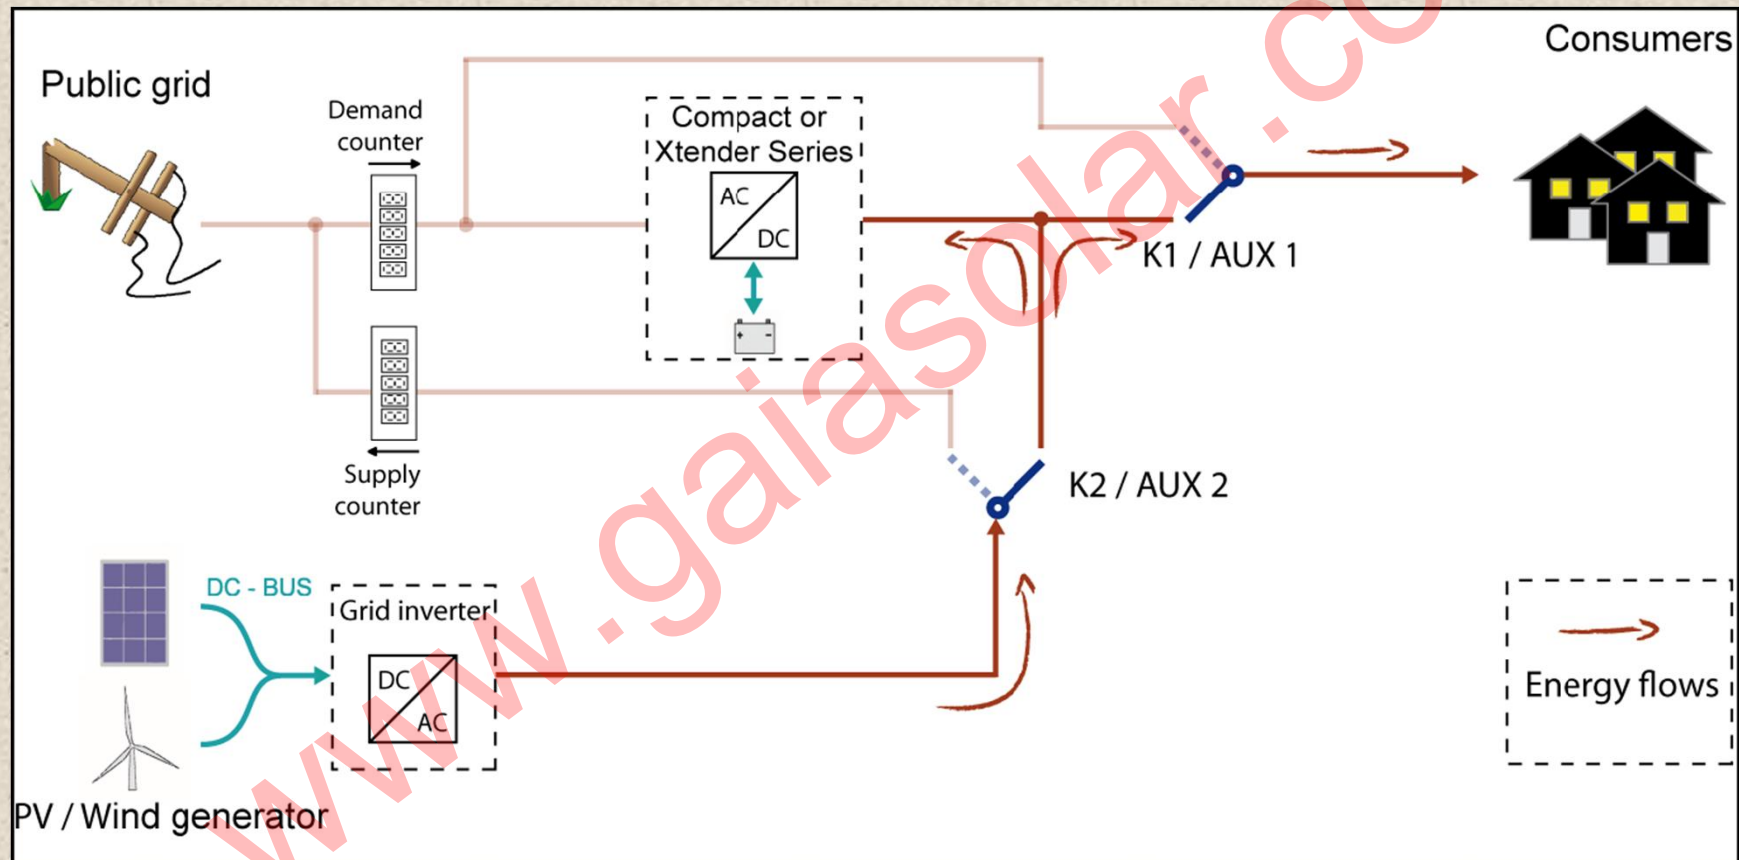 Public grid
Demand
counter
Compact or
Xtender Series
AC
DC
Consumers
K1 / AUX 1
K2 / AUX 2
Supply
counter
DC - BUS
Grid inverter
DC
AC
PV / Wind generator
Energy flows
+ -
www.gaiasolar.co